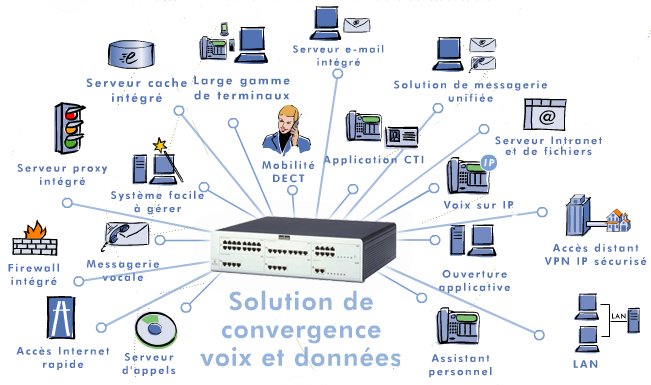 Serveur e-mail
intégré
Serveur cache
intégré
Large gamme
de terminaux
Solution de messagerie
unifiée
Serveur proxy
intégré
Système facile
à gérer
Mobilité
DECT
Application CTI
@
Serveur Intranet
et de fichiers
IP
Voix sur IP
Firewall
intégré
Messagerie
vocale
Ouverture
applicative
Accès distant
VPN IP sécurisé
Accès Internet
rapide
Serveur
d'appels
Solution de
convergence
voix et données
Assistant
personnel
LAN
LAN